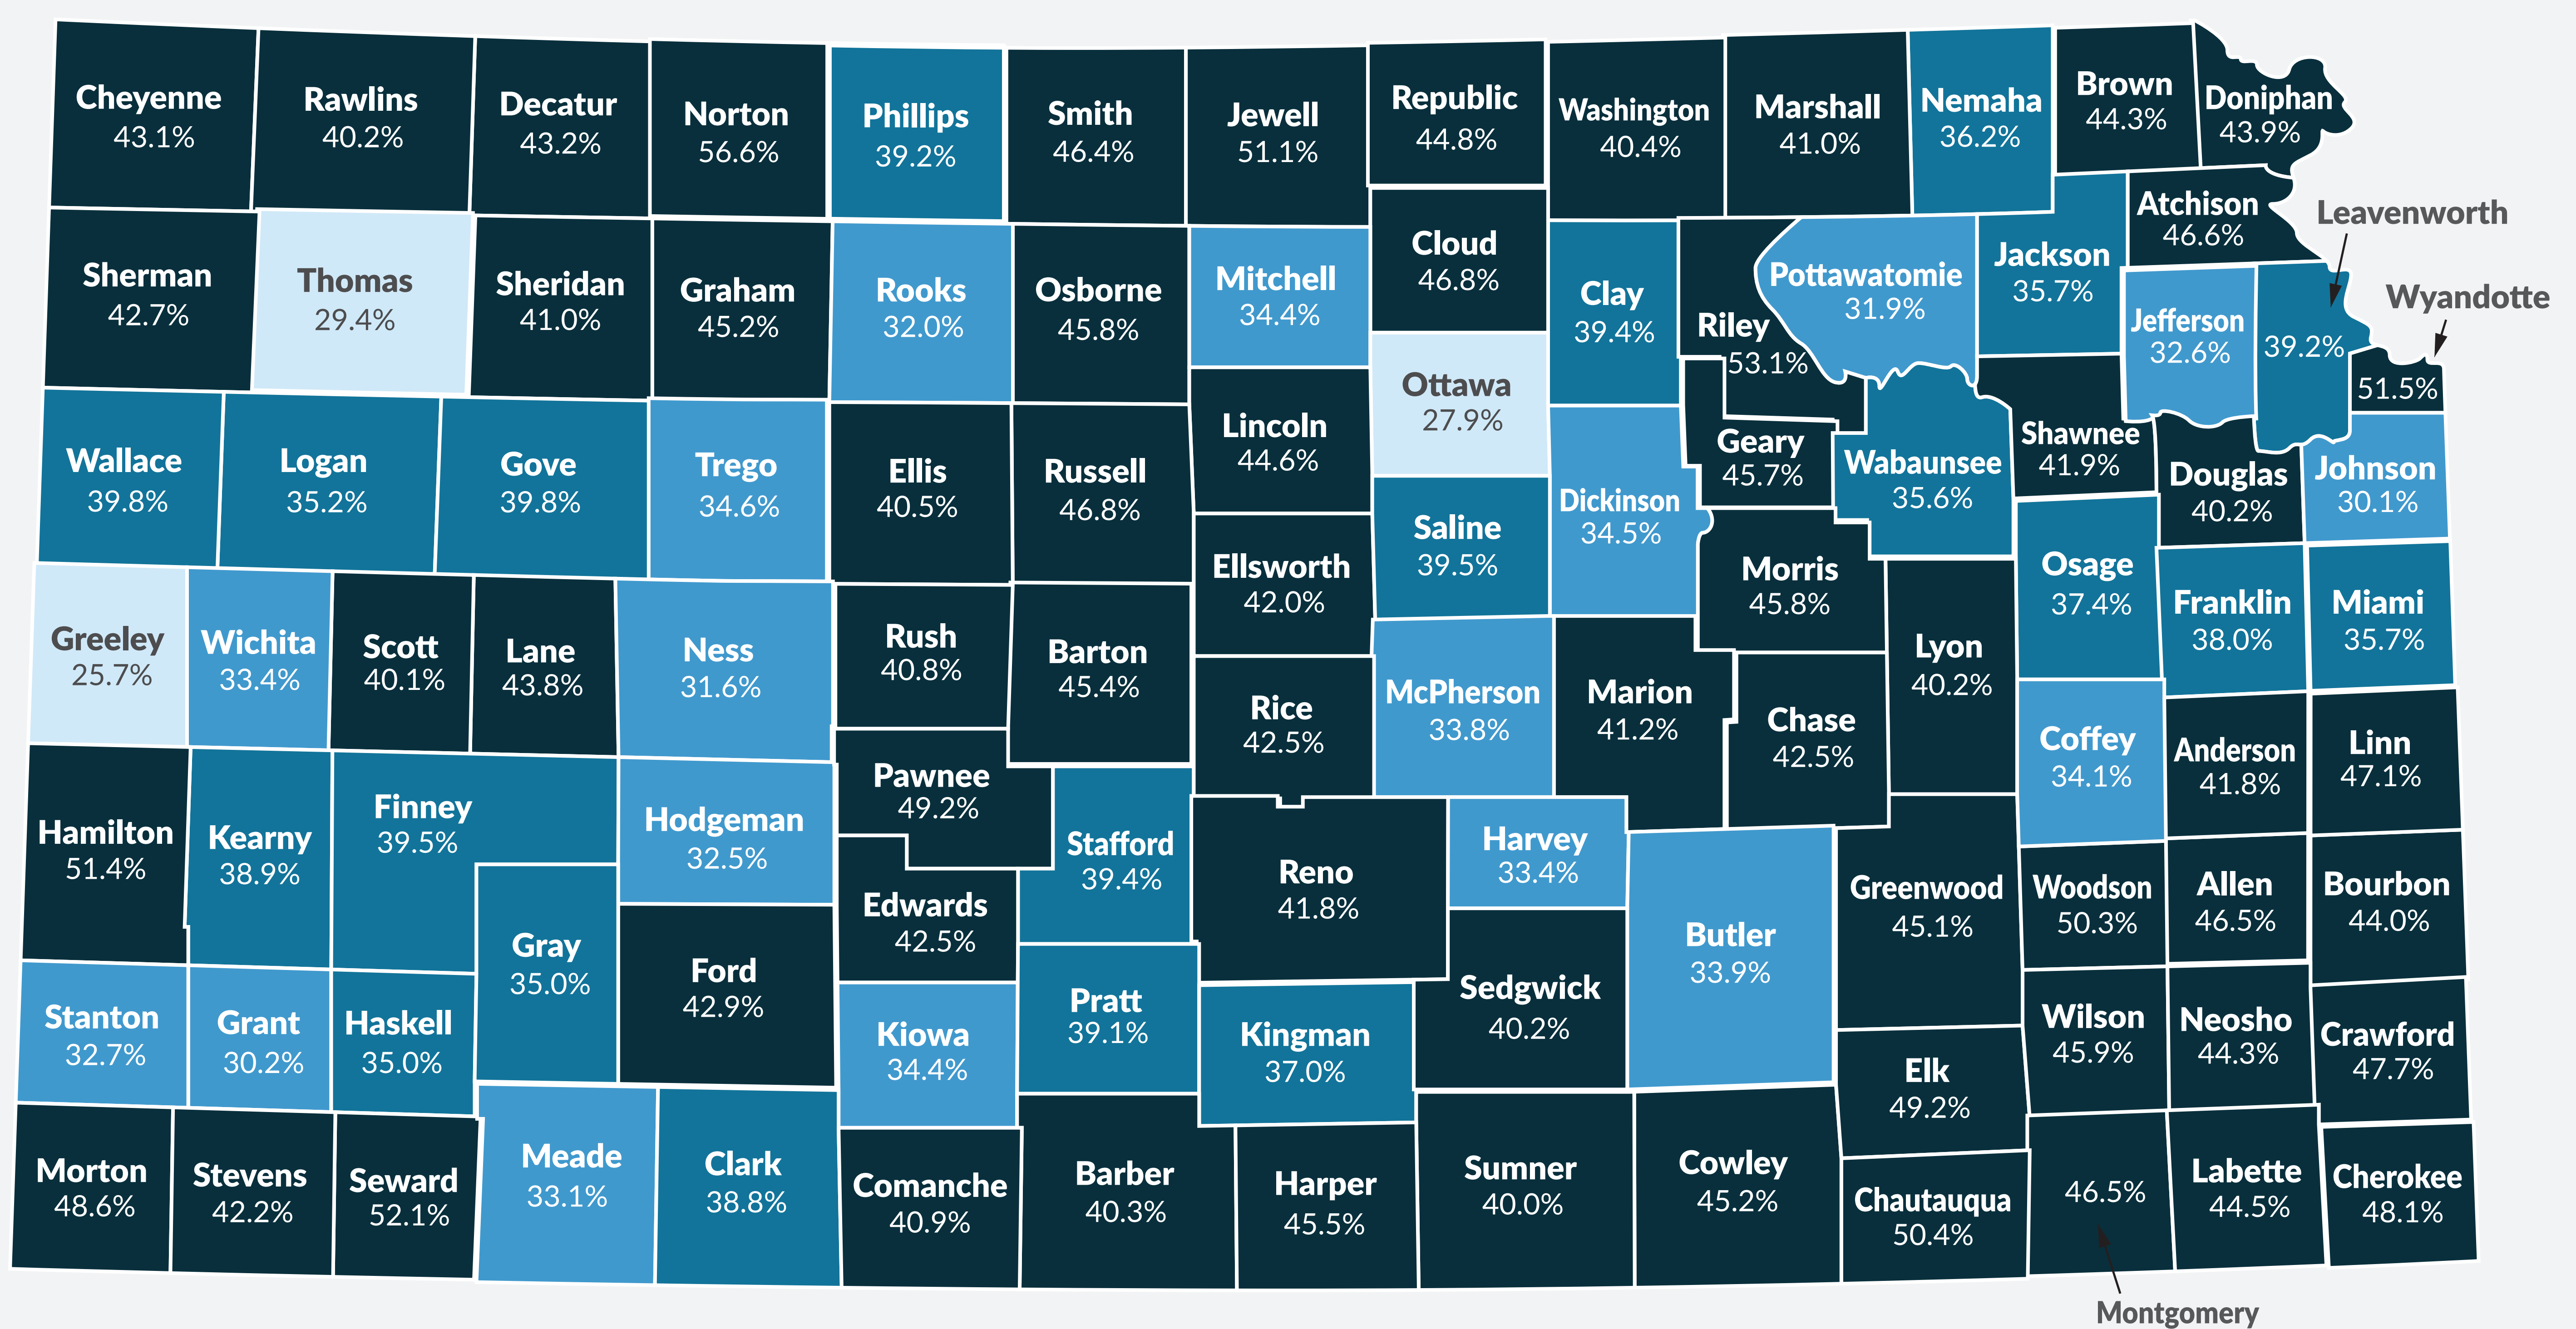 Cheyenne
43.1%
Rawlins
40.2%
Decatur
43.2%
Norton
56.6%
Phillips
39.2%
Smith
46.4%
Jewell
51.1%
Republic
44.8%
Washington
40.4%
Marshall
41.0%
Nemaha
36.2%
Brown
44.3%
Doniphan
43.9%
Sherman
42.7%
Thomas
29.4%
Sheridan
41.0%
Graham
45.2%
Rooks
32.0%
Osborne
45.8%
Mitchell
34.4%
Cloud
46.8%
Clay
39.4%
Riley
53.1%
Pottawatomie
31.9%
Jackson
35.7%
Atchison
46.6%
Jefferson
32.6%
Leavenworth
39.2%
Wyandotte
51.5%
Wallace
39.8%
Logan
35.2%
Gove
39.8%
Trego
34.6%
Ellis
40.5%
Russell
46.8%
Lincoln
44.6%
Ottawa
27.9%
Saline
39.5%
Dickinson
34.5%
Geary
45.7%
Wabaunsee
35.6%
Shawnee
41.9%
Douglas
40.2%
Johnson
30.1%
Greeley
25.7%
Wichita
33.4%
Scott
40.1%
Lane
43.8%
Ness
31.6%
Rush
40.8%
Barton
45.4%
Ellsworth
42.0%
Rice
42.5%
McPherson
33.8%
Marion
41.2%
Morris
45.8%
Chase
42.5%
Lyon
40.2%
Osage
37.4%
Franklin
38.0%
Miami
35.7%
Coffey
34.1%
Anderson
41.8%
Linn
47.1%
Hamilton
51.4%
Kearny
38.9%
Finney
39.5%
Hodgeman
32.5%
Pawnee
49.2%
Stafford
39.4%
Edwards
42.5%
Reno
41.8%
Harvey
33.4%
Gray
35.0%
Ford
42.9%
Sedgwick
40.2%
Butler
33.9%
Greenwood
45.1%
Woodson
50.3%
Allen
46.5%
Bourbon
44.0%
Stanton
32.7%
Grant
30.2%
Haskell
35.0%
Kiowa
34.4%
Pratt
39.1%
Kingman
37.0%
Elk
49.2%
Wilson
45.9%
Neosho
44.3%
Crawford
47.7%
Morton
48.6%
Stevens
42.2%
Seward
52.1%
Meade
33.1%
Clark
38.8%
Comanche
40.9%
Barber
40.3%
Harper
45.5%
Sumner
40.0%
Cowley
45.2%
Chautauqua
50.4%
46.5%
Montgomery
Labette
44.5%
Cherokee
48.1%